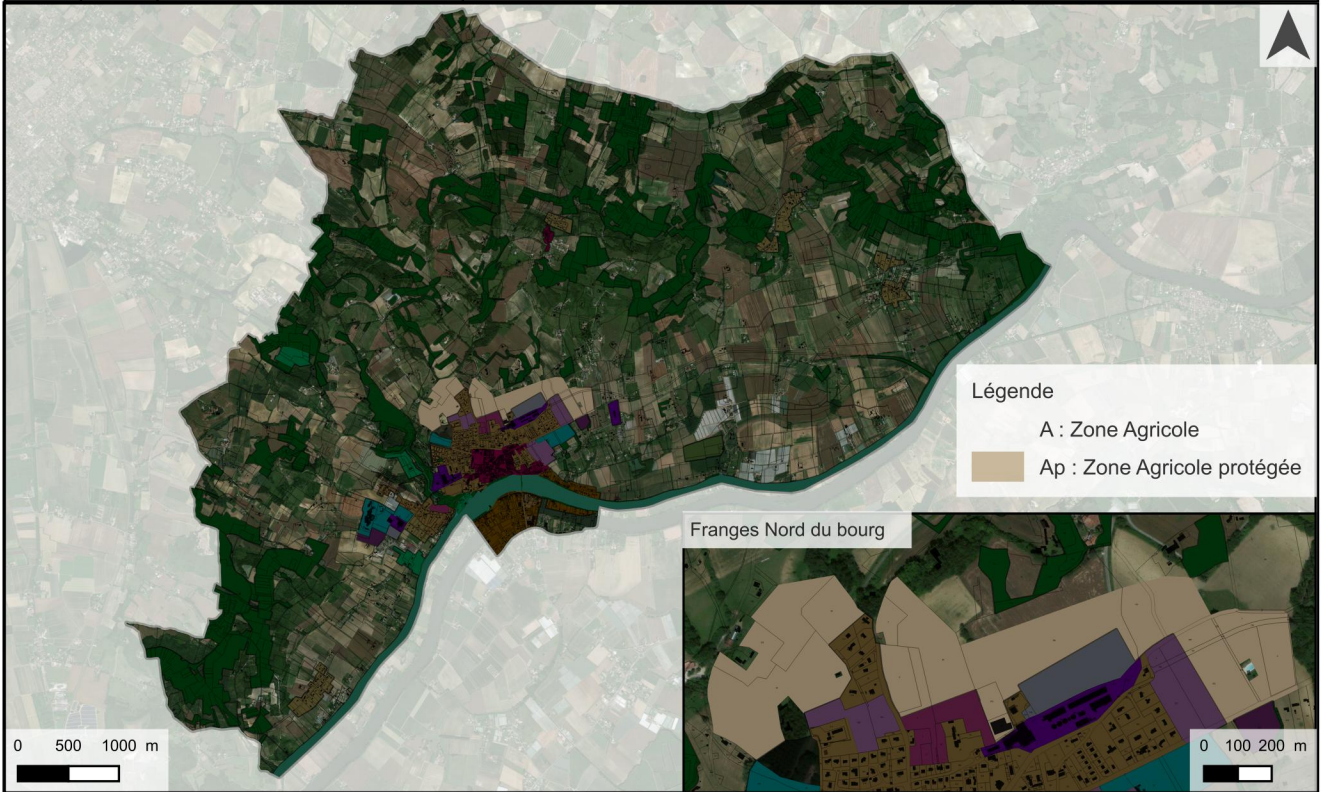 Légende
A : Zone Agricole
Ap : Zone Agricole protégée
Franges Nord du bourg
0 500 1000 m
0 100 200 m